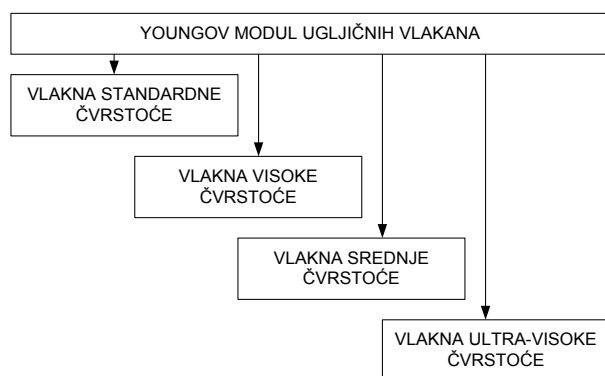 YOUNGOV MODUL UGLJIČNIH VLAKANA
VLAKNA STANDARDNE
ČVRSTOĆE
VLAKNA VISOKE
ČVRSTOĆE
VLAKNA SREDNJE
ČVRSTOĆE
VLAKNA ULTRA-VISOKE
ČVRSTOĆE